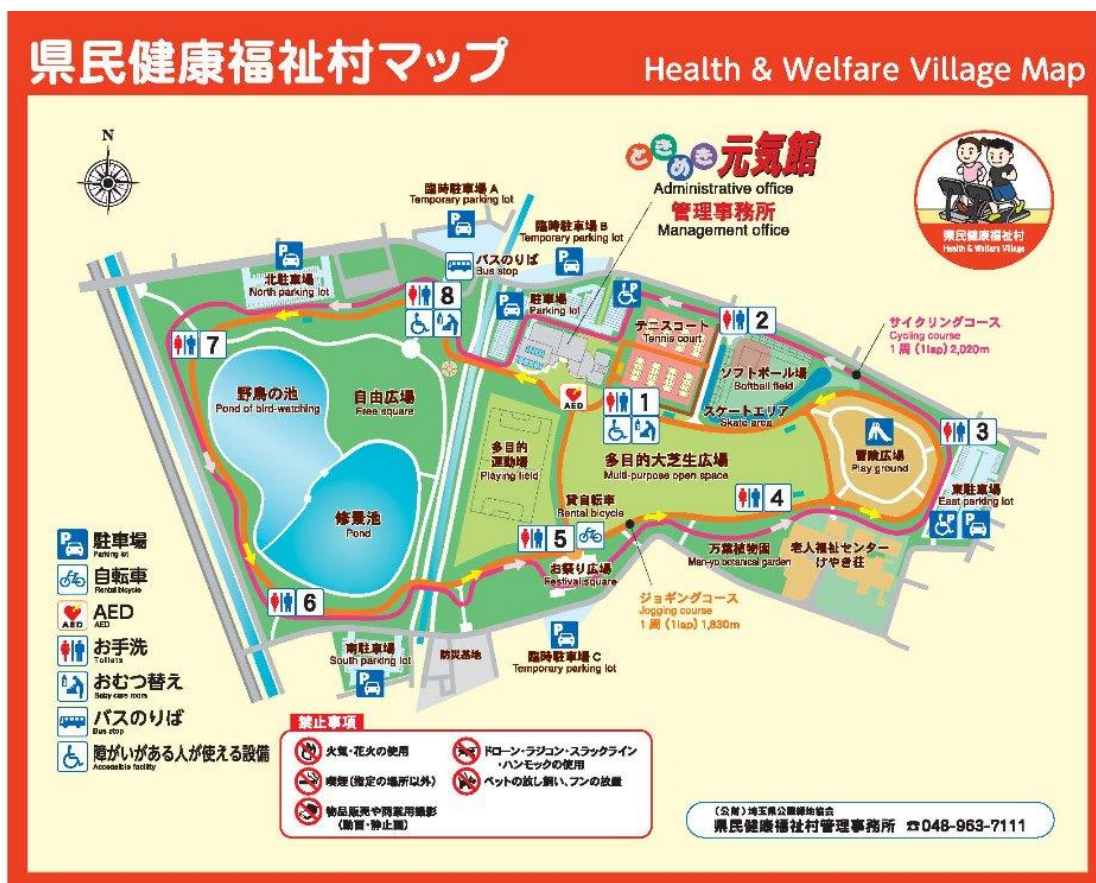 県民健康福祉村マップ
Health & Welfare Village Map
N
ときめき元気館
Administrative office
管理事務所
Management office
県民健康福祉村
Health & Welfare Village
臨時駐車場 A
Temporary parking lot
P
臨時駐車場 B
Temporary parking lot
P
バスのりば
Bus stop
P
北駐車場
North parking lot
8
P
駐車場
Parking lot
P
テニスコート
Tennis court
2
サイクリングコース
Cycling course
1周 (1lap) 2,020m
7
ソフトボール場
Softball field
野鳥の池
Pond of bird-watching
自由広場
Free square
AED
1
スケートエリア
Skate area
3
冒険広場
Play ground
多目的
運動場
Playing field
多目的大芝生広場
Multi-purpose open space
東駐車場
East parking lot
P
P
4
貸自転車
Rental bicycle
5
修景池
Pond
万葉植物園
Man-yo botanical garden
老人福祉センター
けやき荘
お祭り広場
Festival square
6
ジョギングコース
Jogging course
1周 (1lap) 1,830m
南駐車場
South parking lot
P
防災基地
P
臨時駐車場 C
Temporary parking lot
P
駐車場
Parking lot
自転車
Rental bicycle
AED
AED
AED
お手洗
Toilets
おむつ替え
Baby care room
バスのりば
Bus stop
障がいがある人が使える設備
Accessible facility
禁止事項
火気・花火の使用
喫煙(指定の場所以外)
物品販売や商業用撮影
(動画・静止画)
ドローン・ラジコン・スラックライン
・ハンモックの使用
ペットの放し飼い、フンの放置
(公財)埼玉県公園緑地協会
県民健康福祉村管理事務所 ☎048-963-7111